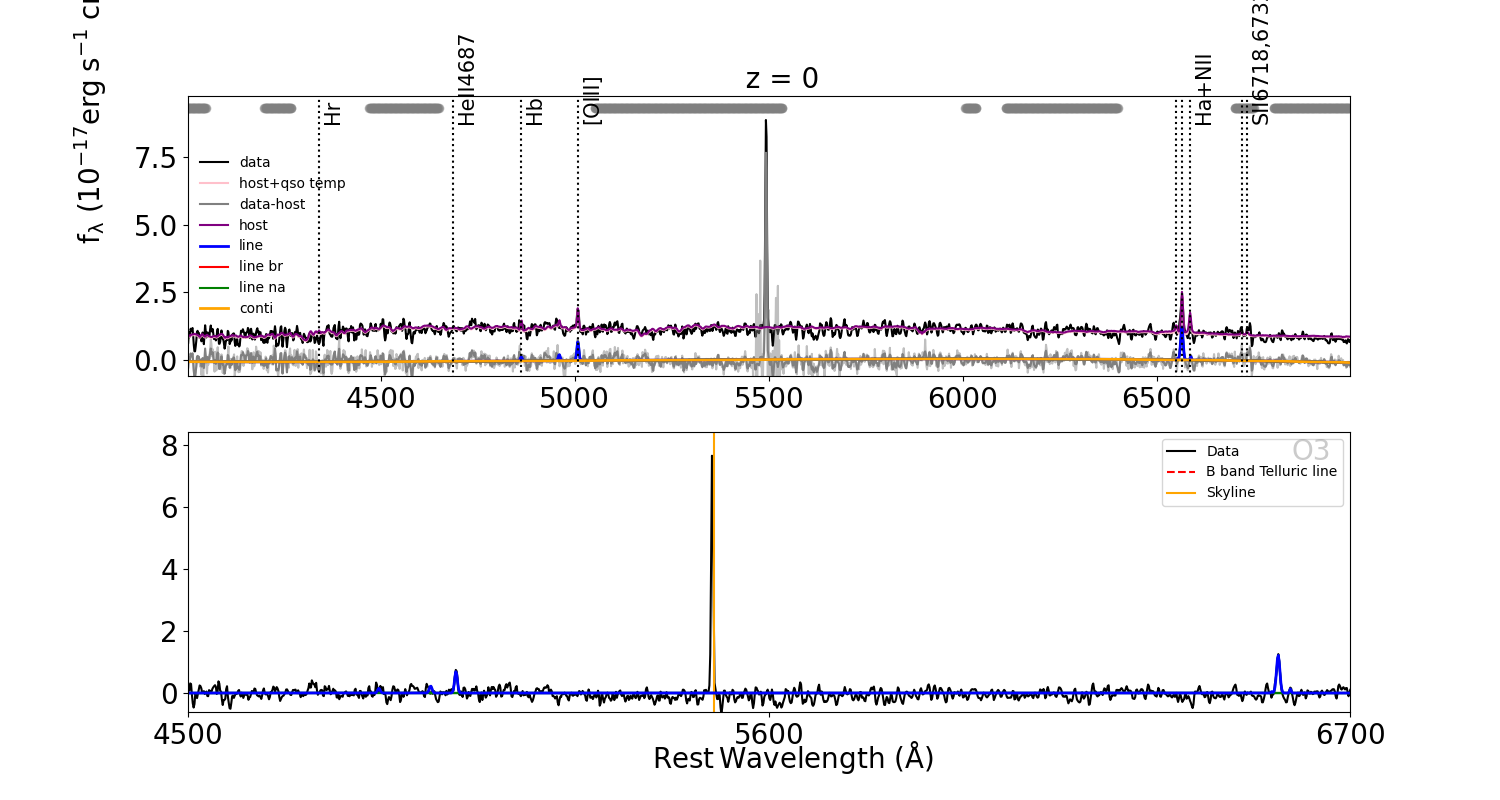 z = 0
f_λ (10^−17 erg s^−1
Hr
HeII4687
Hb
[OIII]
Ha+NII
SII6718,673
7.5
5.0
2.5
0.0
data
host+qso temp
data-host
host
line
line br
line na
conti
4500
5000
5500
6000
6500
8
6
4
2
0
O3
Data
B band Telluric line
Skyline
4500
5600
6700
Rest Wavelength (Å)